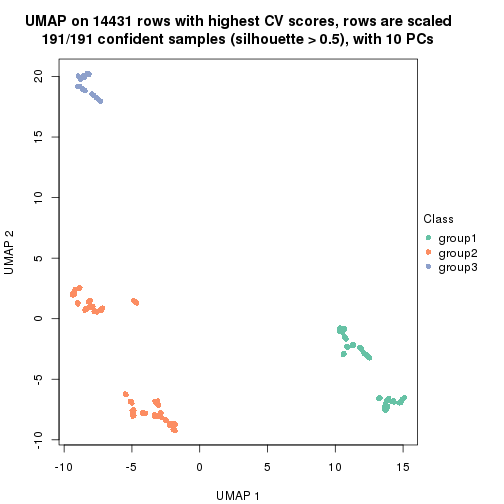 UMAP on 14431 rows with highest CV scores, rows are scaled
191/191 confident samples (silhouette > 0.5), with 10 PCs
20
15
10
5
0
-5
-10
UMAP 2
-10
-5
0
5
10
15
UMAP 1
Class
group1
group2
group3